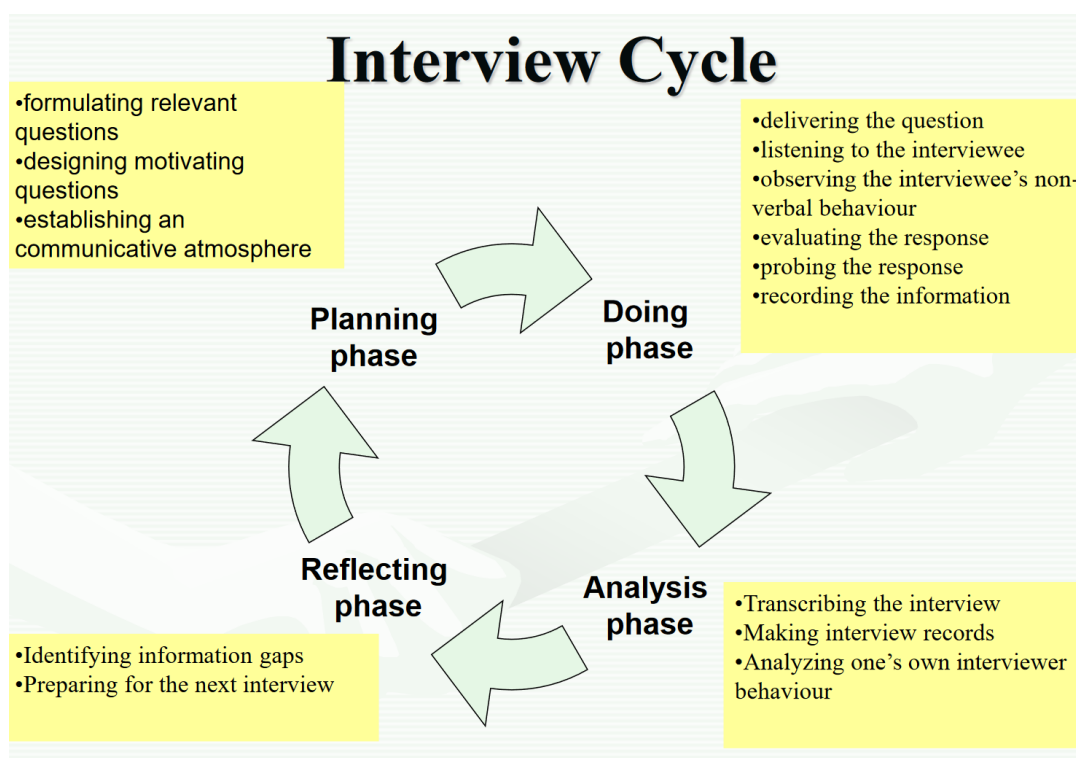 Interview Cycle
•formulating relevant
questions
•designing motivating
questions
•establishing an
communicative atmosphere
•delivering the question
•listening to the interviewee
•observing the interviewee’s non-
verbal behaviour
•evaluating the response
•probing the response
•recording the information
Planning
phase
Doing
phase
Reflecting
phase
Analysis
phase
•Identifying information gaps
•Preparing for the next interview
•Transcribing the interview
•Making interview records
•Analyzing one’s own interviewer
behaviour